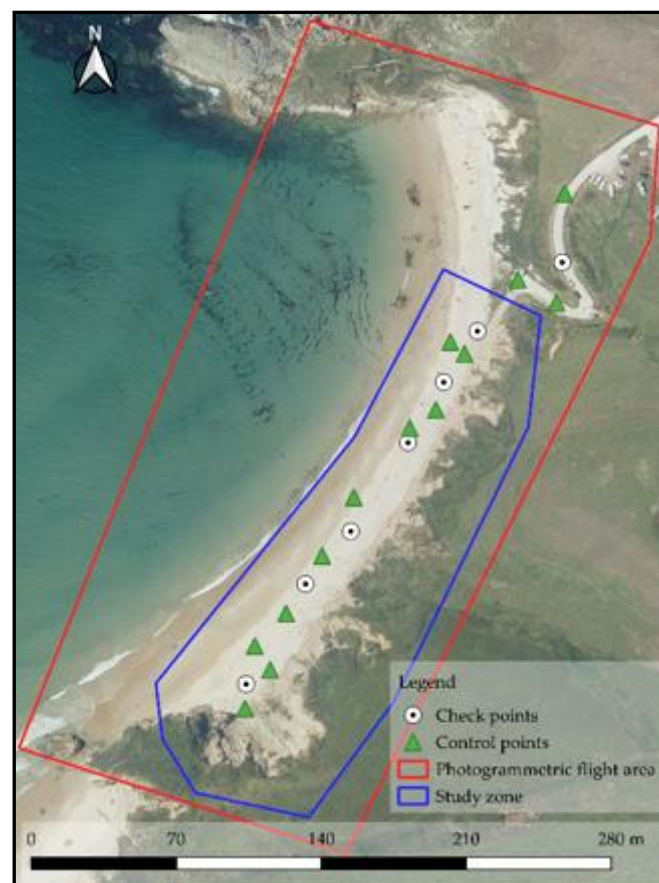 N
Legend
Check points
Control points
Photogrammetric flight area
Study zone
0 70 140 210 280 m